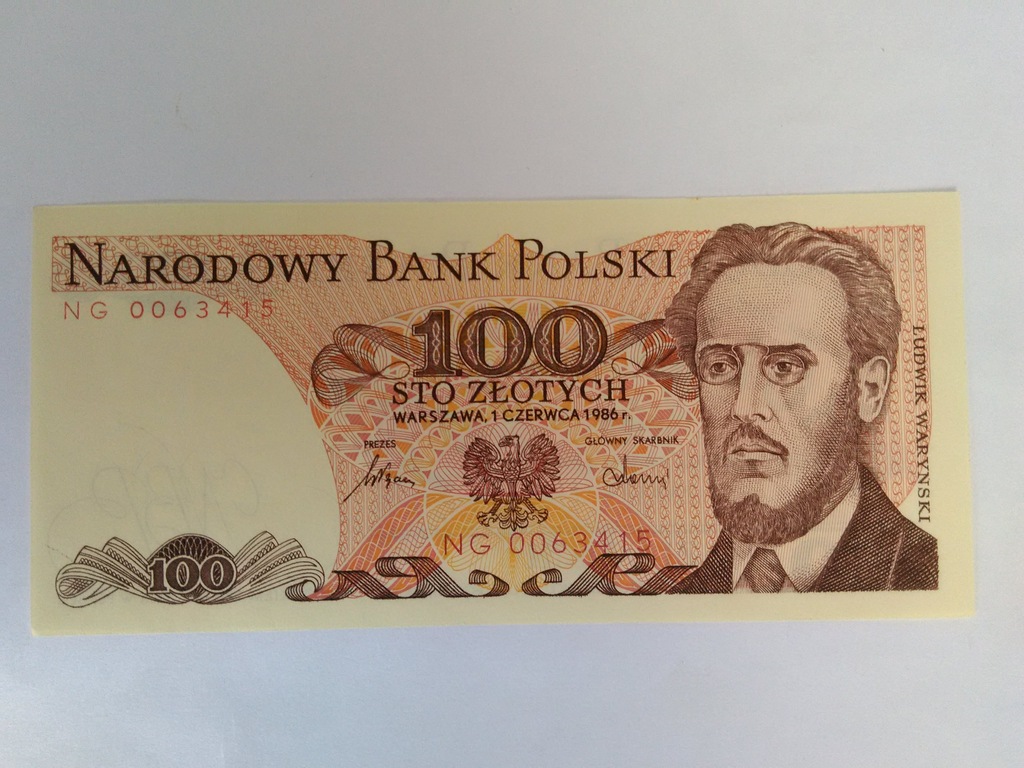 NARODOWY BANK POLSKI
NG 0063415
100
STO ZŁOTYCH
WARSZAWA, 1 CZERWCA 1986 r.
PREZES
GŁÓWNY SKARBNIK
NG 0063415
100
LUDWIK WARYŃSKI